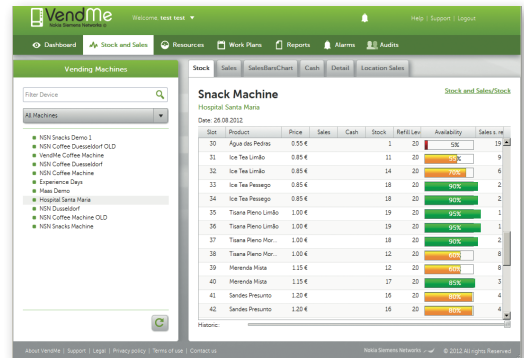 VendMe
Nokia Siemens Networks
Welcome, test test
Help | Support | Logout
Dashboard
Stock and Sales
Resources
Work Plans
Reports
Alarms
Audits
Vending Machines
Filter Device
All Machines
NSN Snacks Demo 1
NSN Coffee Duesseldorf OLD
VendMe Coffee Machine
NSN Coffee Duesseldorf
NSN Coffee Machine
Experience Days
Maas Demo
Hospital Santa Maria
NSN Dusseldorf
NSN Coffee Machine OLD
NSN Snacks Machine
Stock Sales SalesBarsChart Cash Detail Location Sales
Snack Machine
Stock and Sales/Stock
Hospital Santa Maria
Date: 26.08.2012
Slot Product Price Sales Cash Stock Refill Lev Availability Sales s. re
30 Água das Pedras 0.55 € 1 20 5% 19
31 Ice Tea Limão 0.85 € 11 20 55% 9
32 Ice Tea Limão 0.85 € 14 20 70% 6
33 Ice Tea Pessego 0.85 € 18 20 90% 2
34 Ice Tea Pessego 0.85 € 18 20 90% 2
35 Tisana Pleno Limão 1.00 € 19 20 95% 1
36 Tisana Pleno Limão 1.00 € 19 20 95% 1
37 Tisana Pleno Mor... 1.00 € 18 20 90% 2
38 Tisana Pleno Mor... 1.00 € 12 20 60% 8
39 Merenda Mista 1.15 € 12 20 60% 8
40 Merenda Mista 1.15 € 17 20 85% 3
41 Sandes Presunto 1.20 € 16 20 80% 4
42 Sandes Presunto 1.20 € 16 20 80% 4
Historic:
About VendMe | Support | Legal | Privacy policy | Terms of use | Contact us
Nokia Siemens Networks
© 2012 All rights Reserved